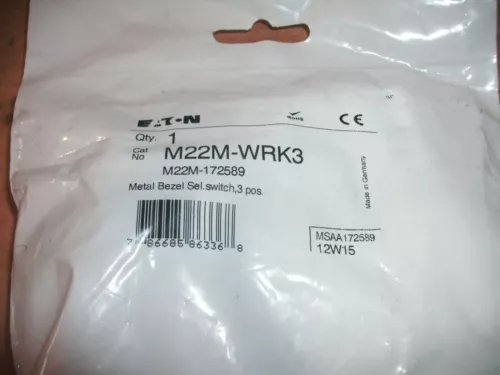 EATON
RoHS
CE
Qty. 1
Cat No M22M-WRK3
M22M-172589
Metal Bezel Sel.switch,3 pos.
Made in Germany
7 86685 86336 8
MSAA172589
12W15